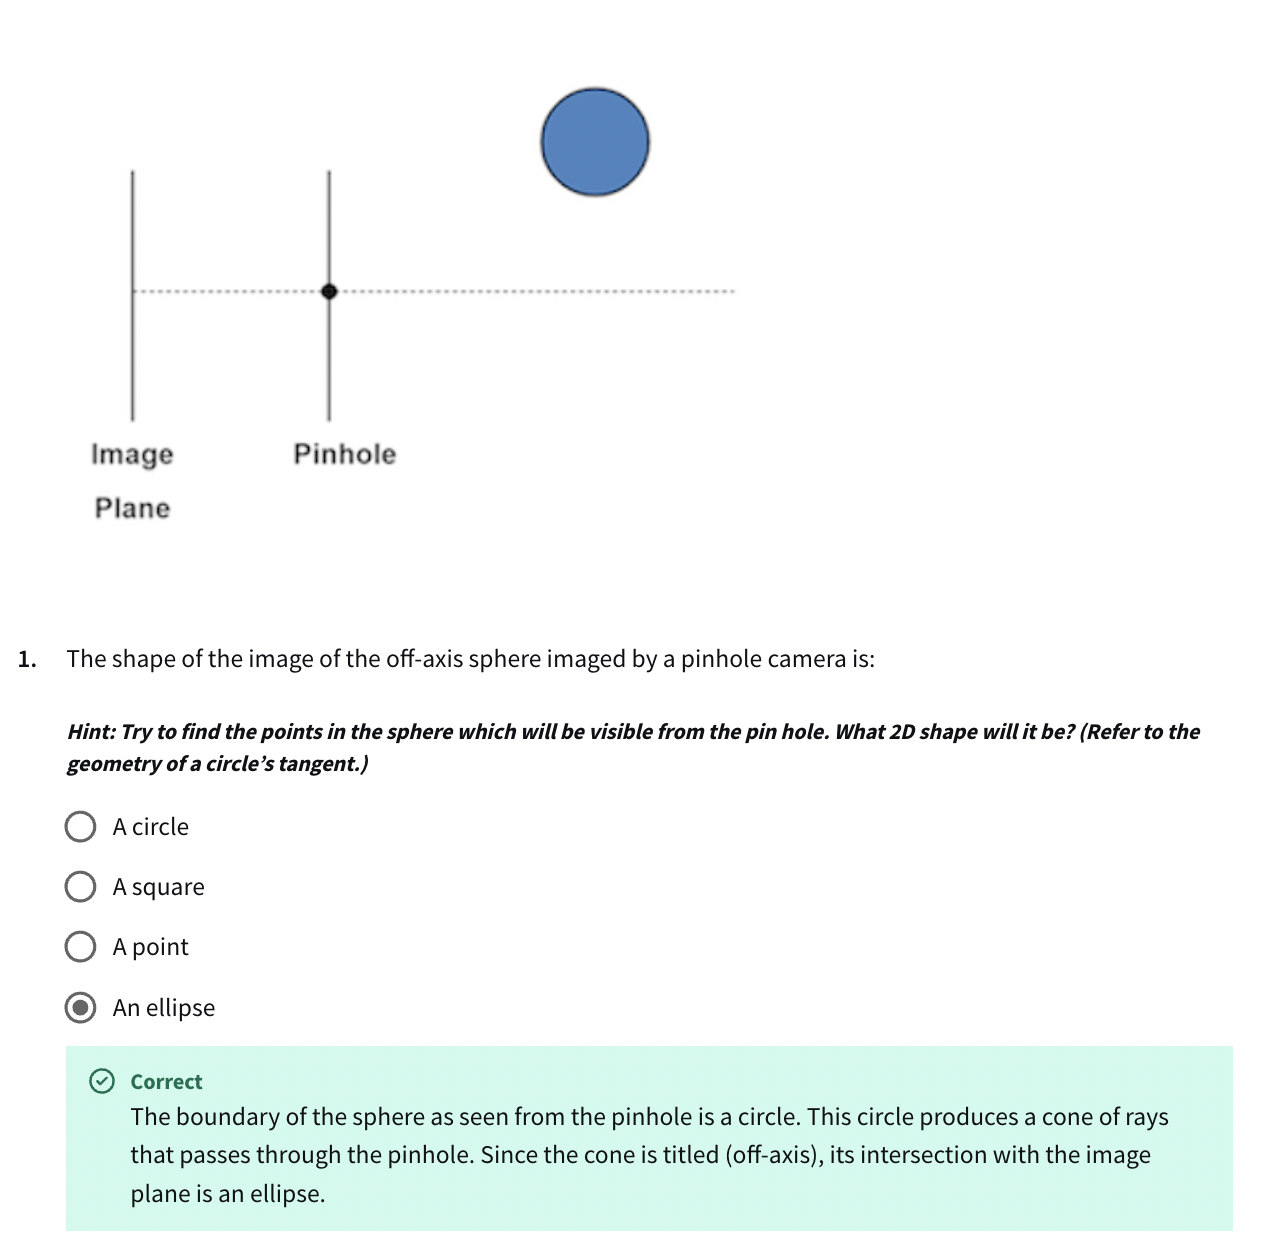 Image
Plane
Pinhole
1. The shape of the image of the off-axis sphere imaged by a pinhole camera is:
Hint: Try to find the points in the sphere which will be visible from the pin hole. What 2D shape will it be? (Refer to the
geometry of a circle’s tangent.)
A circle
A square
A point
An ellipse
Correct
The boundary of the sphere as seen from the pinhole is a circle. This circle produces a cone of rays
that passes through the pinhole. Since the cone is titled (off-axis), its intersection with the image
plane is an ellipse.